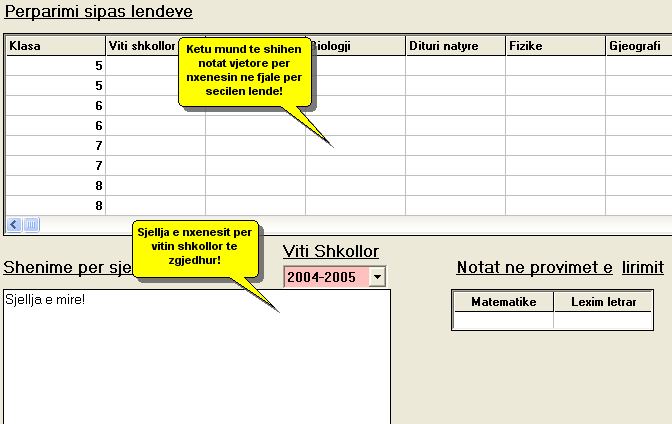 Perparimi sipas lendeve
Klasa Viti shkollor Biologji Dituri natyre Fizike Gjeografi
Ketu mund te shihen
notat vjetore per
nxenesin ne fjale per
secilen lende!
5
5
6
6
7
7
8
8
Sjellja e nxenesit per
vitin shkollor te
zgjedhur!
Viti Shkollor
Shenime per sje
2004-2005
Notat ne provimet e lirimit
Matematike Lexim letrar
Sjellja e mire!